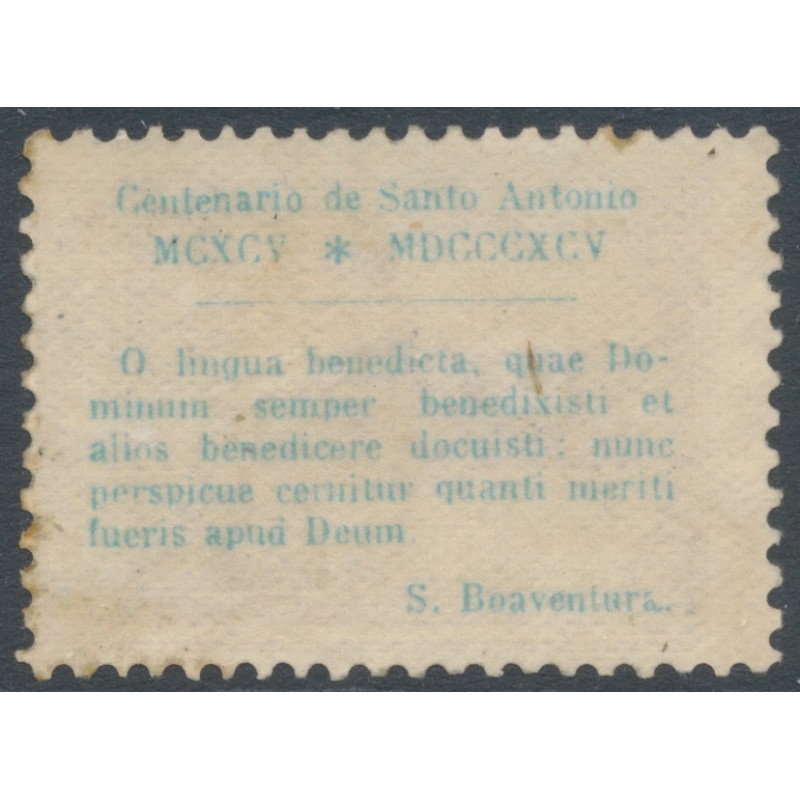 Centenario de Santo Antonio
MCXCV * MDCCCXCV
O lingua benedicta, quae Do-
minum semper benedixisti et
alios benedicere docuisti: nunc
perspicue cernitur quanti meriti
fueris apud Deum.
S. Boaventura.